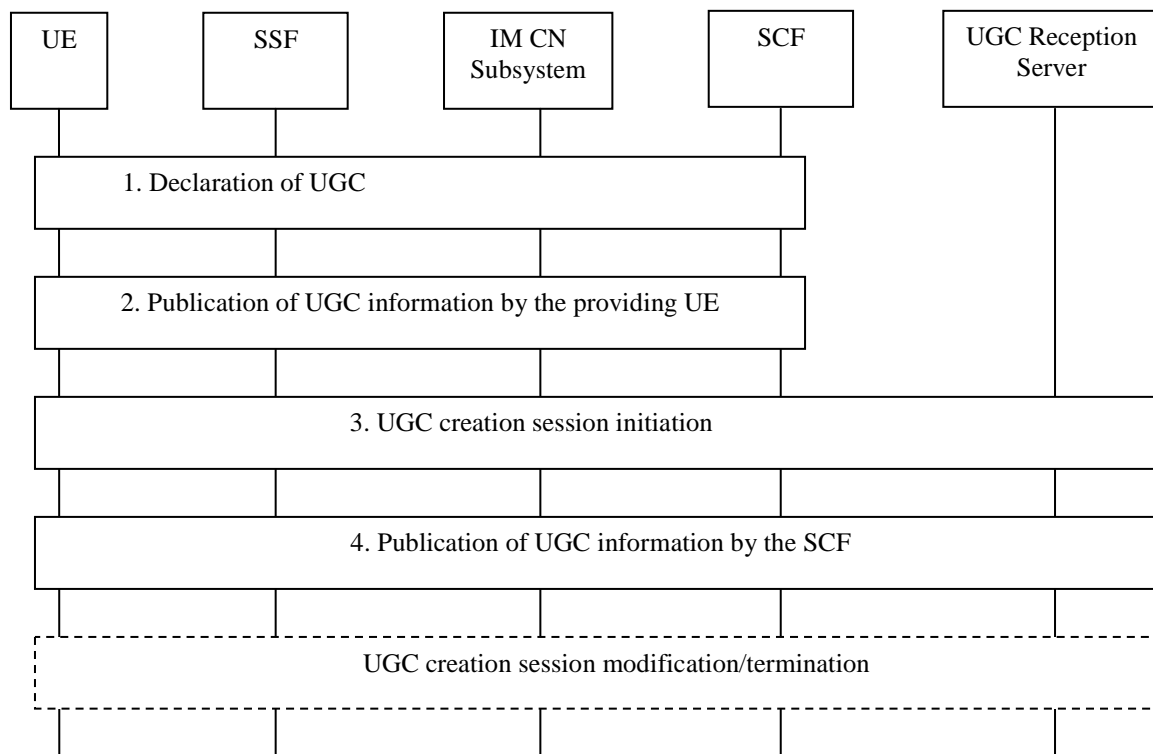 UE
SSF
IM CN
Subsystem
SCF
UGC Reception
Server
1. Declaration of UGC
2. Publication of UGC information by the providing UE
3. UGC creation session initiation
4. Publication of UGC information by the SCF
UGC creation session modification/termination